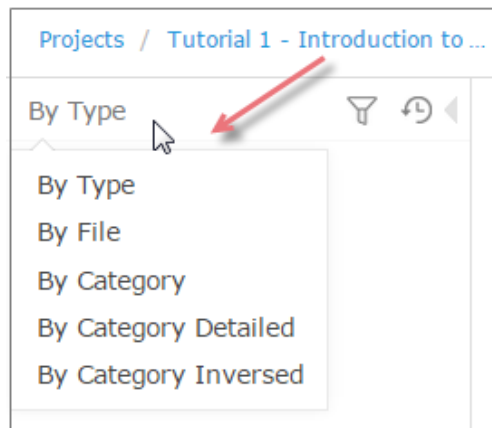 Projects / Tutorial 1 - Introduction to ...
By Type
By Type
By File
By Category
By Category Detailed
By Category Inversed